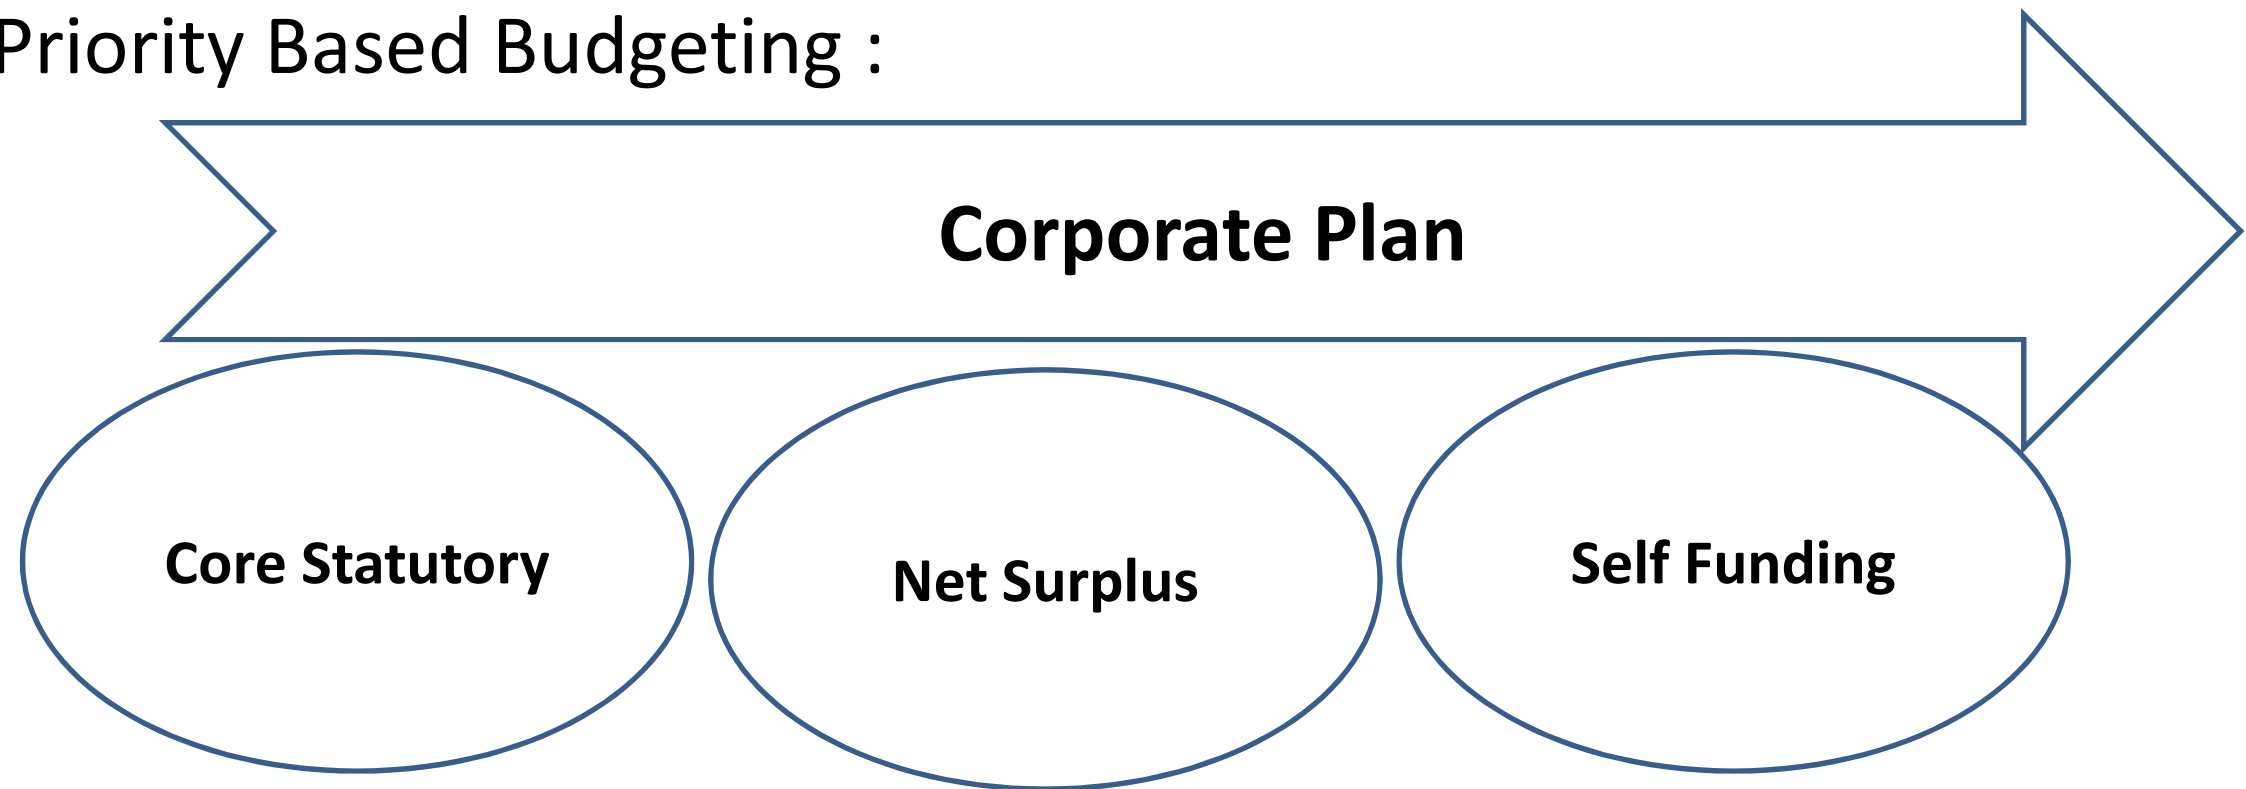 Priority Based Budgeting :
Corporate Plan
Core Statutory
Net Surplus
Self Funding